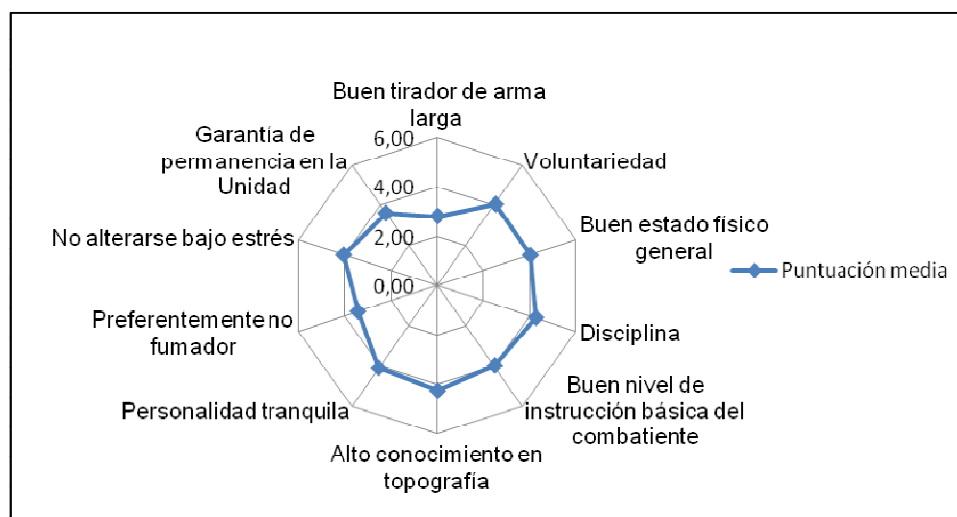 Buen tirador de arma
larga
6,00
4,00
2,00
0,00
Voluntariedad
Buen estado físico
general
Disciplina
Buen nivel de
instrucción básica del
combatiente
Alto conocimiento en
topografía
Personalidad tranquila
Preferentemente no
fumador
No alterarse bajo estrés
Garantía de
permanencia en la
Unidad
Puntuación media